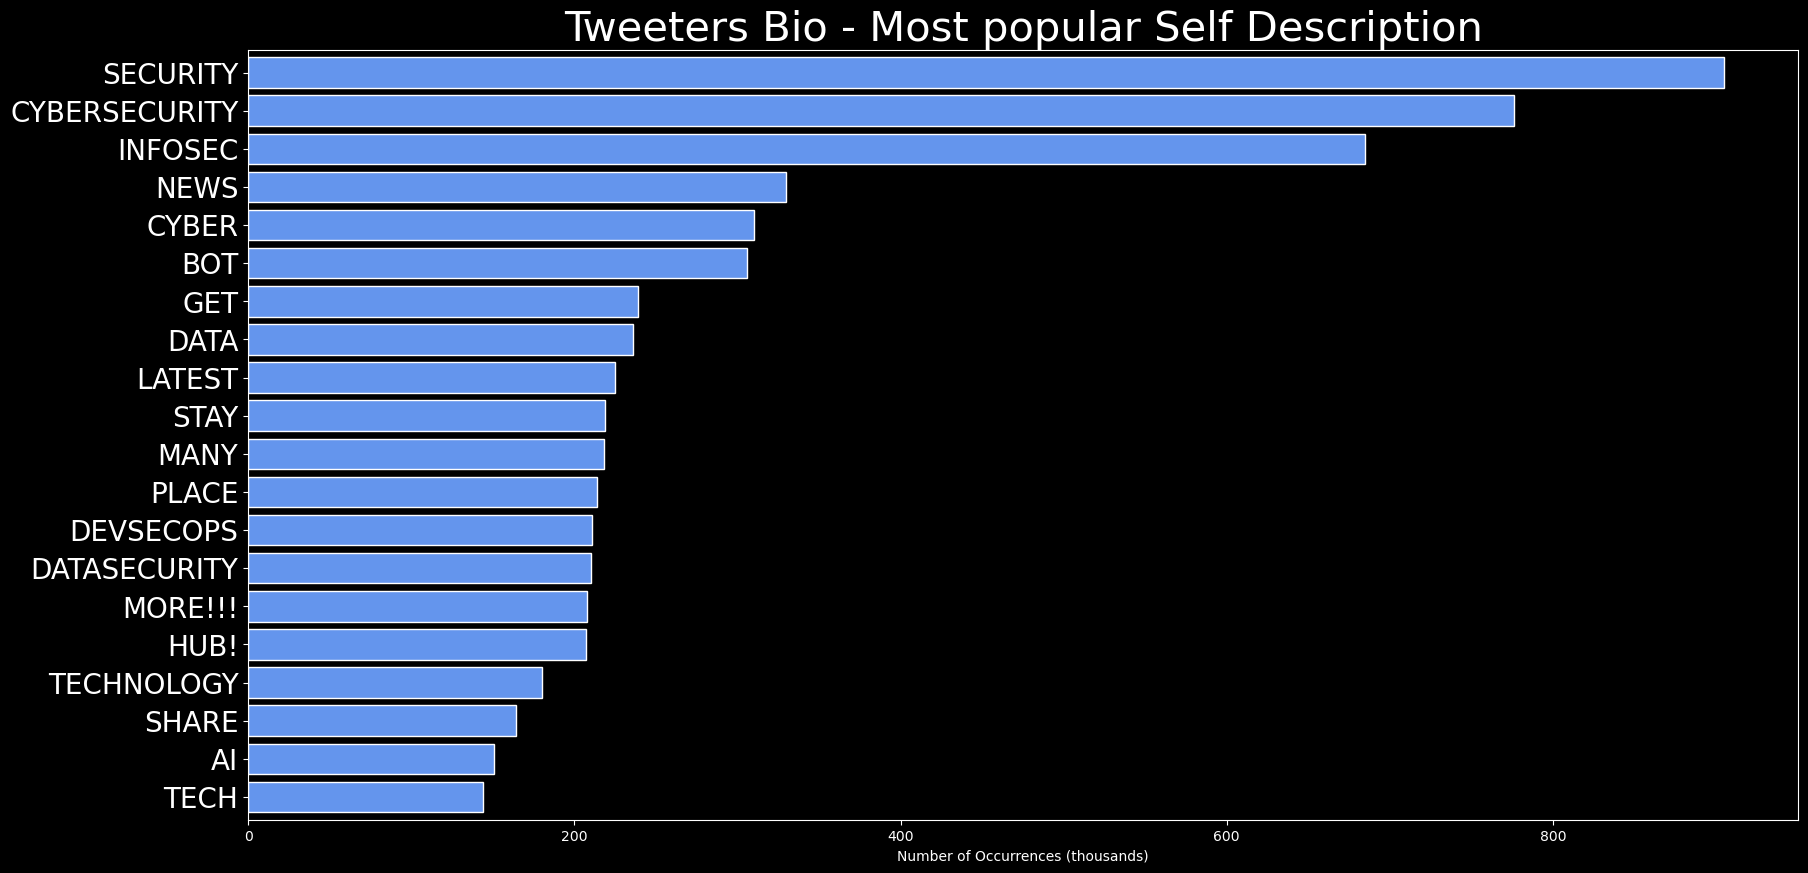 Tweeters Bio - Most popular Self Description
SECURITY
CYBERSECURITY
INFOSEC
NEWS
CYBER
BOT
GET
DATA
LATEST
STAY
MANY
PLACE
DEVSECOPS
DATASECURITY
MORE!!!
HUB!
TECHNOLOGY
SHARE
AI
TECH
0 200 400 600 800
Number of Occurrences (thousands)